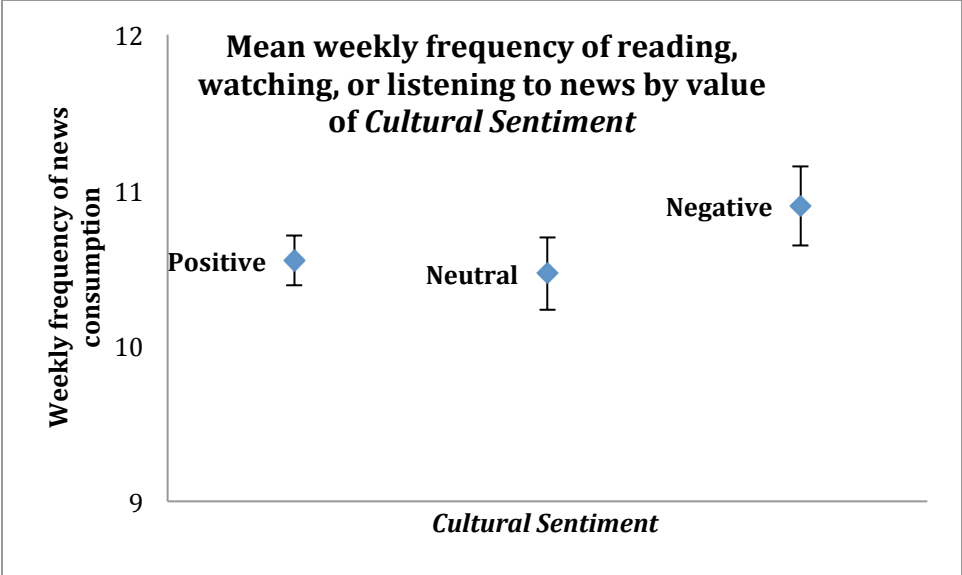 Mean weekly frequency of reading,
watching, or listening to news by value
of Cultural Sentiment
Weekly frequency of news
consumption
12
11
10
9
Positive
Neutral
Negative
Cultural Sentiment